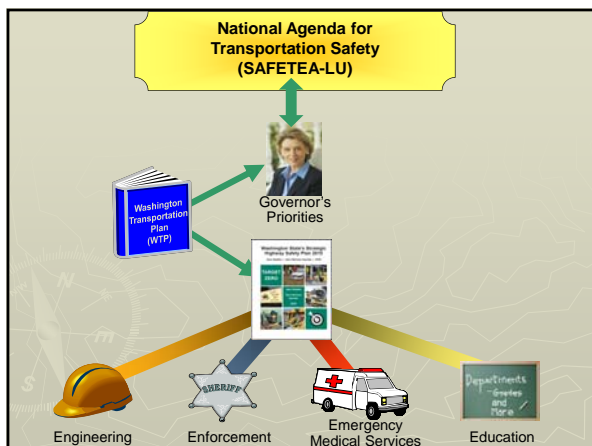 National Agenda for
Transportation Safety
(SAFETEA-LU)
Governor's
Priorities
Washington
Transportation
Plan
(WTP)
Washington State's Strategic
Highway Safety Plan 2010
TARGET
ZERO
N
E
m
S
SHERIFF
Departments
-Grades
and
More
Engineering
Enforcement
Emergency
Medical Services
Education